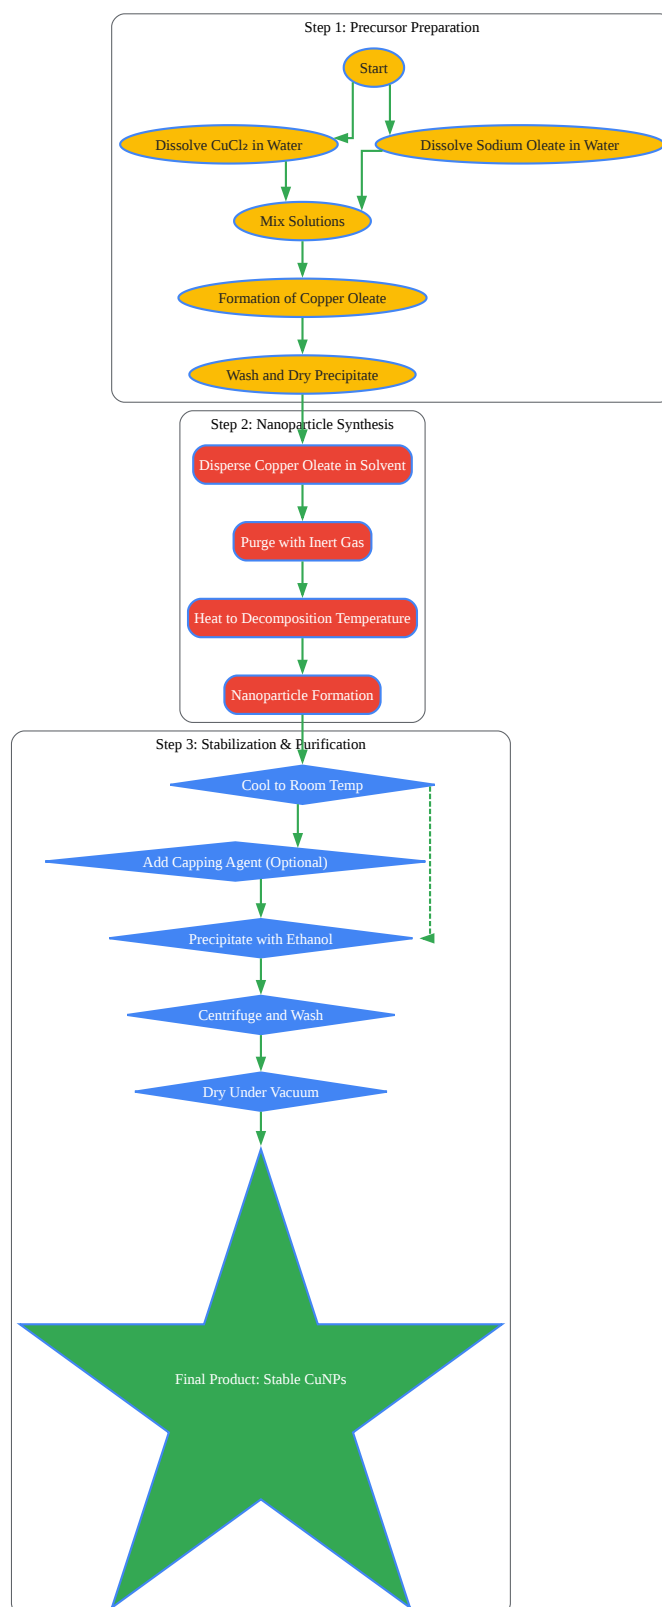 Step 1: Precursor Preparation
Start
Dissolve CuCl₂ in Water
Dissolve Sodium Oleate in Water
Mix Solutions
Formation of Copper Oleate
Wash and Dry Precipitate
Step 2: Nanoparticle Synthesis
Disperse Copper Oleate in Solvent
Purge with Inert Gas
Heat to Decomposition Temperature
Nanoparticle Formation
Step 3: Stabilization & Purification
Cool to Room Temp
Add Capping Agent (Optional)
Precipitate with Ethanol
Centrifuge and Wash
Dry Under Vacuum
Final Product: Stable CuNPs